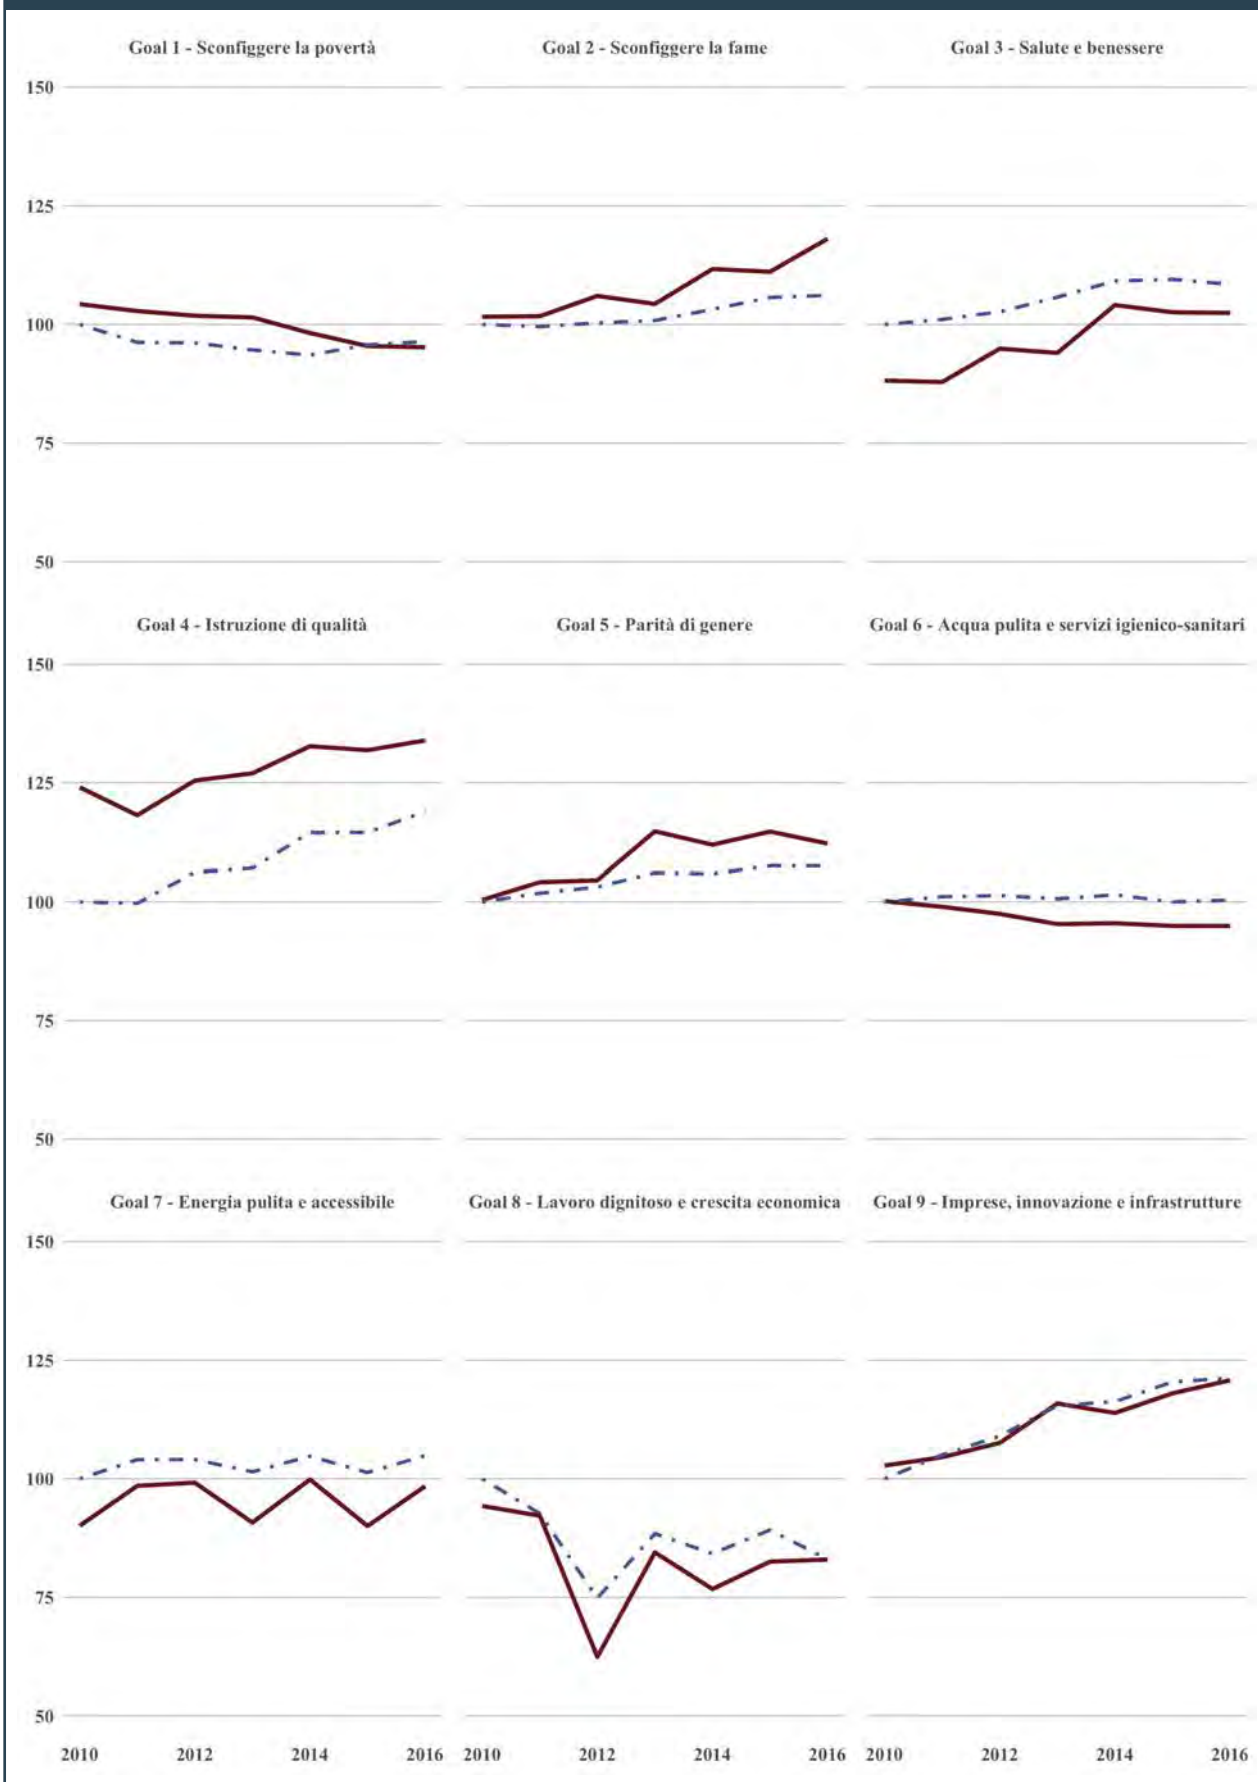 Goal 1 - Sconfiggere la povertà
Goal 2 - Sconfiggere la fame
Goal 3 - Salute e benessere
150
125
100
75
50
Goal 4 - Istruzione di qualità
Goal 5 - Parità di genere
Goal 6 - Acqua pulita e servizi igienico-sanitari
150
125
100
75
50
Goal 7 - Energia pulita e accessibile
Goal 8 - Lavoro dignitoso e crescita economica
Goal 9 - Imprese, innovazione e infrastrutture
150
125
100
75
50
2010 2012 2014 2016
2010 2012 2014 2016
2010 2012 2014 2016